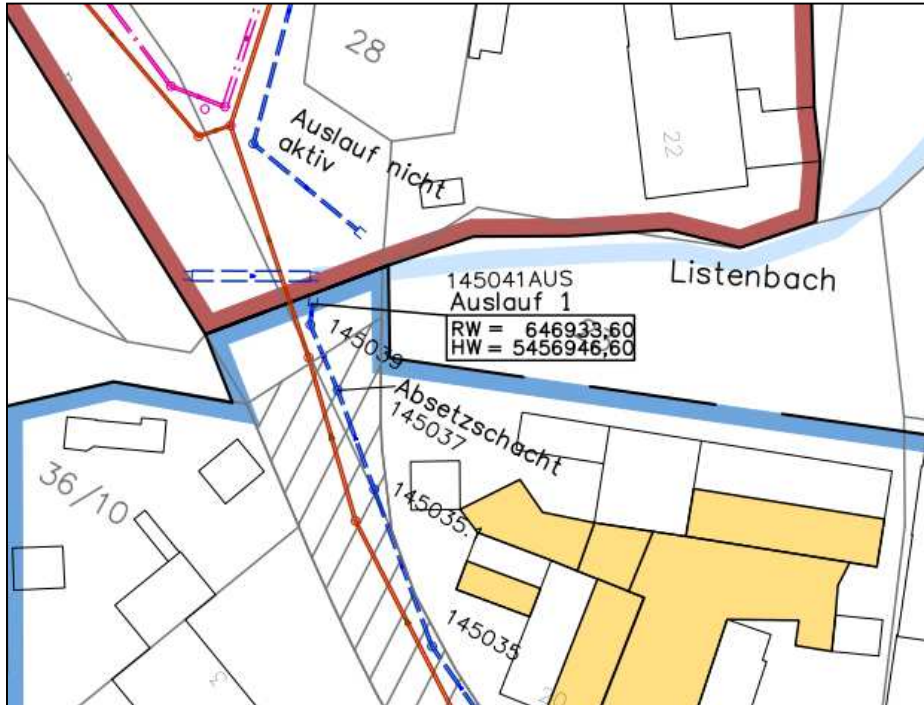 28
22
Auslauf nicht
aktiv
Listenbach
145041AUS
Auslauf 1
RW = 646933,60
HW = 5456946,60
145039
Absetzschacht
145037
36/10
145035.1
145035
3
20